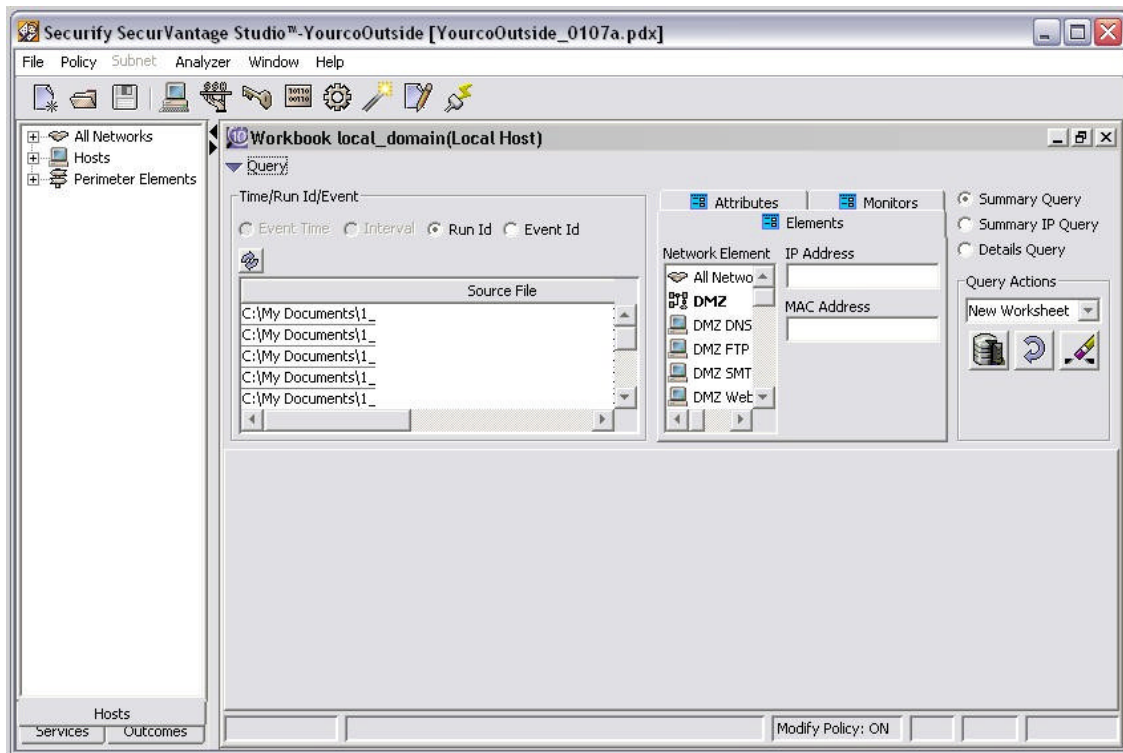 Securify SecurVantage Studio™-YourcoOutside [YourcoOutside_0107a.pdx]
File Policy Subnet Analyzer Window Help
All Networks
Hosts
Perimeter Elements
Workbook local_domain(Local Host)
Query
Time/Run Id/Event
Event Time Interval Run Id Event Id
Source File
C:\My Documents\1_
C:\My Documents\1_
C:\My Documents\1_
C:\My Documents\1_
C:\My Documents\1_
Attributes Monitors
Elements
Network Element
All Netwo
DMZ
DMZ DNS
DMZ FTP
DMZ SMT
DMZ Web
IP Address
MAC Address
Summary Query
Summary IP Query
Details Query
Query Actions
New Worksheet
Hosts
Services Outcomes
Modify Policy: ON